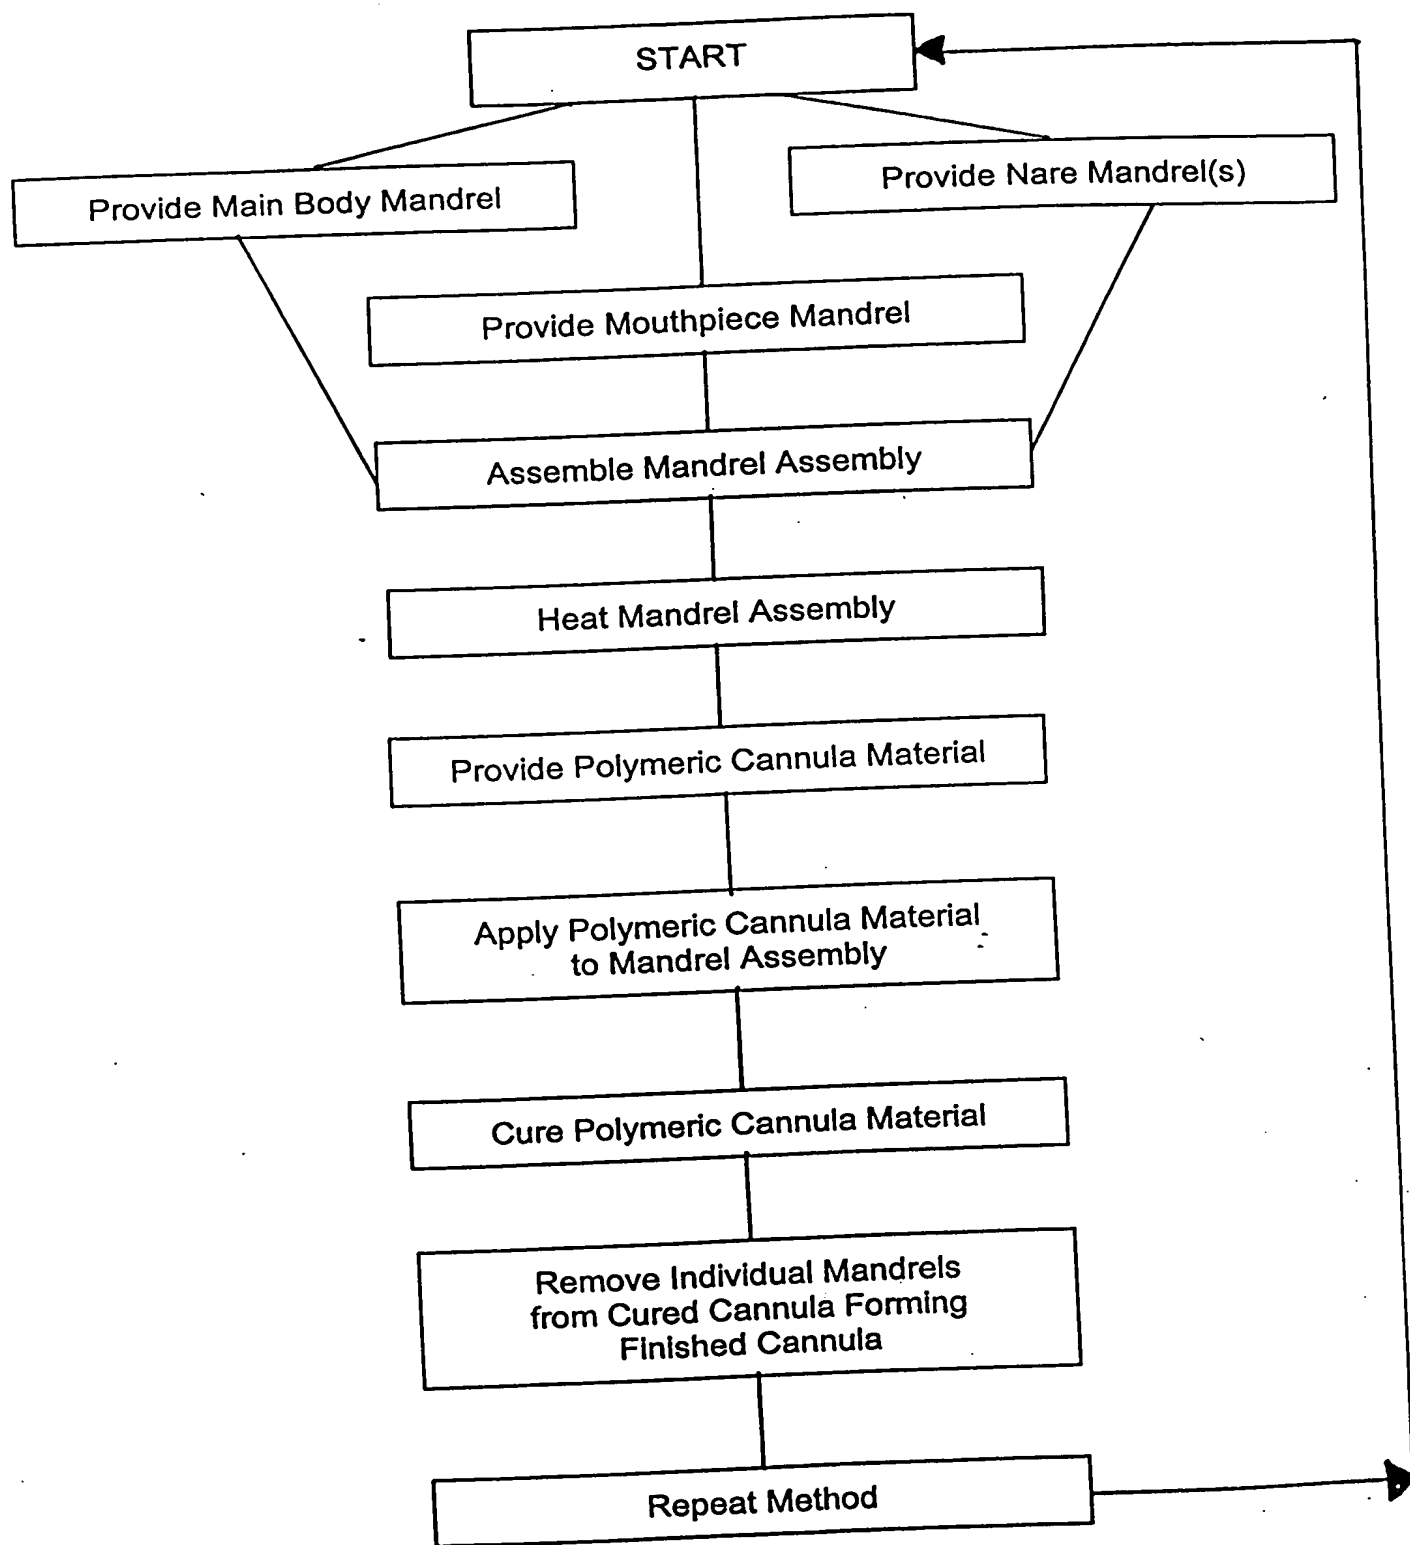 START
Provide Main Body Mandrel
Provide Nare Mandrel(s)
Provide Mouthpiece Mandrel
Assemble Mandrel Assembly
Heat Mandrel Assembly
Provide Polymeric Cannula Material
Apply Polymeric Cannula Material
to Mandrel Assembly
Cure Polymeric Cannula Material
Remove Individual Mandrels
from Cured Cannula Forming
Finished Cannula
Repeat Method